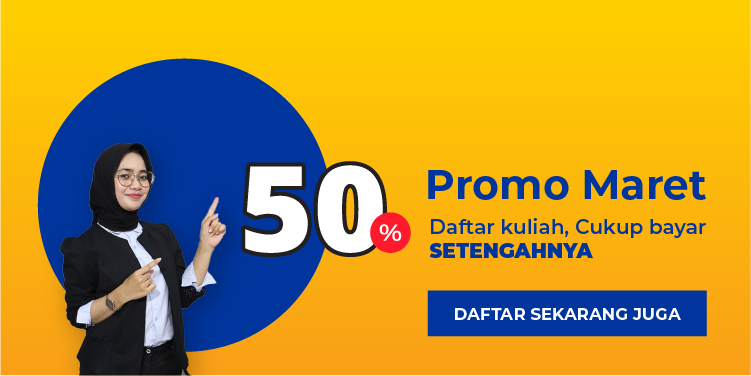 50%
Promo Maret
Daftar kuliah, Cukup bayar
SETENGAHNYA
DAFTAR SEKARANG JUGA